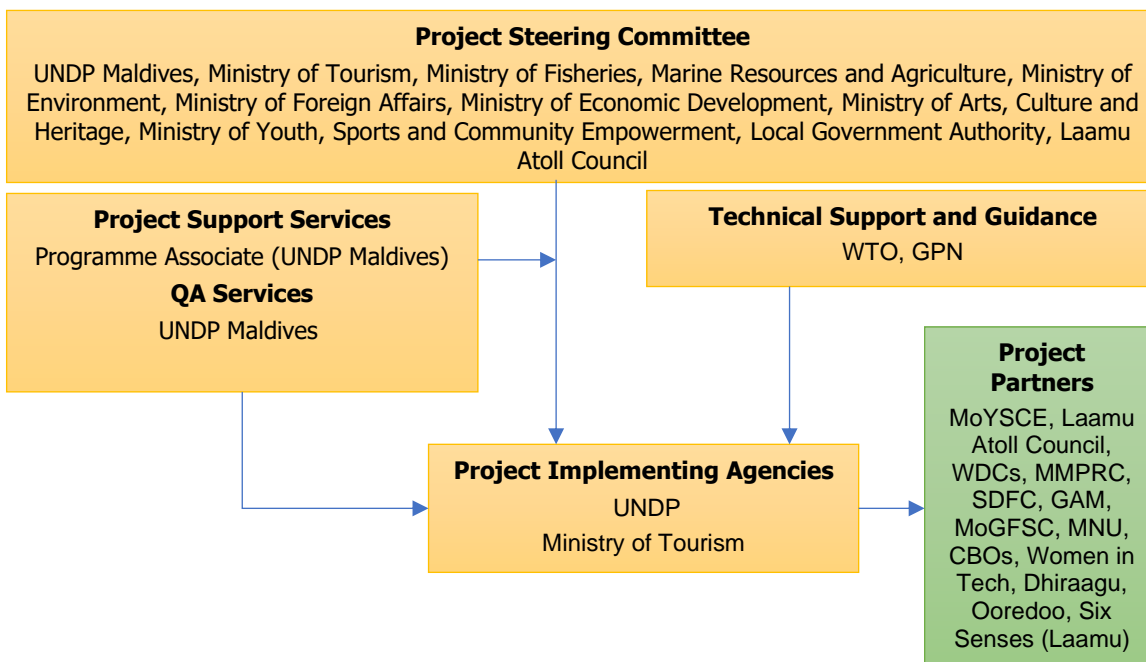 Project Steering Committee
UNDP Maldives, Ministry of Tourism, Ministry of Fisheries, Marine Resources and Agriculture, Ministry of
Environment, Ministry of Foreign Affairs, Ministry of Economic Development, Ministry of Arts, Culture and
Heritage, Ministry of Youth, Sports and Community Empowerment, Local Government Authority, Laamu
Atoll Council
Project Support Services
Programme Associate (UNDP Maldives)
QA Services
UNDP Maldives
Technical Support and Guidance
WTO, GPN
Project Implementing Agencies
UNDP
Ministry of Tourism
Project
Partners
MoYSCE, Laamu
Atoll Council,
WDCs, MMPRC,
SDFC, GAM,
MoGFSC, MNU,
CBOs, Women in
Tech, Dhiraagu,
Ooredoo, Six
Senses (Laamu)